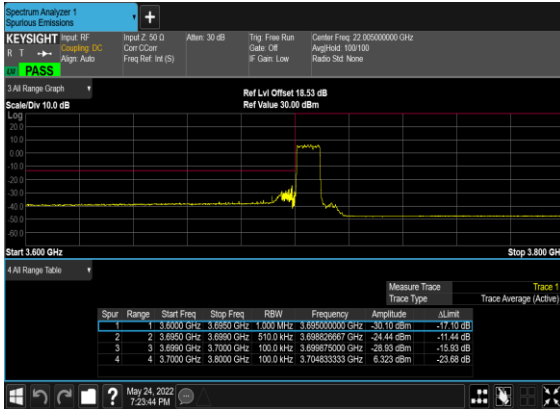 Spectrum Analyzer 1
Spurious Emissions
+
KEYSIGHT Input: RF Input Z: 50 Ω Atten: 30 dB Trig: Free Run Center Freq: 22.005000000 GHz
R T Coupling: DC Corr CCorr Gate: Off Avg|Hold: 100/100
Align: Auto Freq Ref: Int (S) IF Gain: Low Radio Std: None
PASS
3 All Range Graph
Ref Lvl Offset 18.53 dB
Scale/Div 10.0 dB Ref Value 30.00 dBm
Log
20.0
10.0
0.00
-10.0
-20.0
-30.0
-40.0
-50.0
-60.0
Start 3.600 GHz Stop 3.800 GH
4 All Range Table
Measure Trace Trace 1
Trace Type Trace Average (Active)
Spur Range Start Freq Stop Freq RBW Frequency Amplitude ΔLimit
1 1 3.6000 GHz 3.6950 GHz 1.000 MHz 3.695000000 GHz -30.10 dBm -17.10 dB
2 2 3.6950 GHz 3.6990 GHz 510.0 kHz 3.698826667 GHz -24.44 dBm -11.44 dB
3 3 3.6990 GHz 3.7000 GHz 100.0 kHz 3.699675000 GHz -28.93 dBm -15.93 dB
4 4 3.7000 GHz 3.8000 GHz 100.0 kHz 3.704833333 GHz 6.323 dBm -23.68 dB
?
May 24, 2022
7:23:44 PM